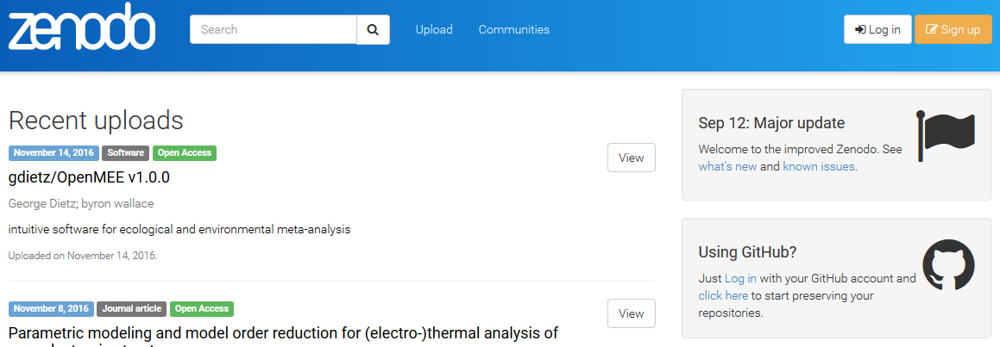 zenodo
Search
Upload
Communities
Log in
Sign up
Recent uploads
November 14, 2016 Software Open Access
View
gdietz/OpenMEE v1.0.0
George Dietz; byron wallace
intuitive software for ecological and environmental meta-analysis
Uploaded on November 14, 2016.
November 8, 2016 Journal article Open Access
View
Parametric modeling and model order reduction for (electro-)thermal analysis of
Sep 12: Major update
Welcome to the improved Zenodo. See
what's new and known issues.
Using GitHub?
Just Log in with your GitHub account and
click here to start preserving your
repositories.